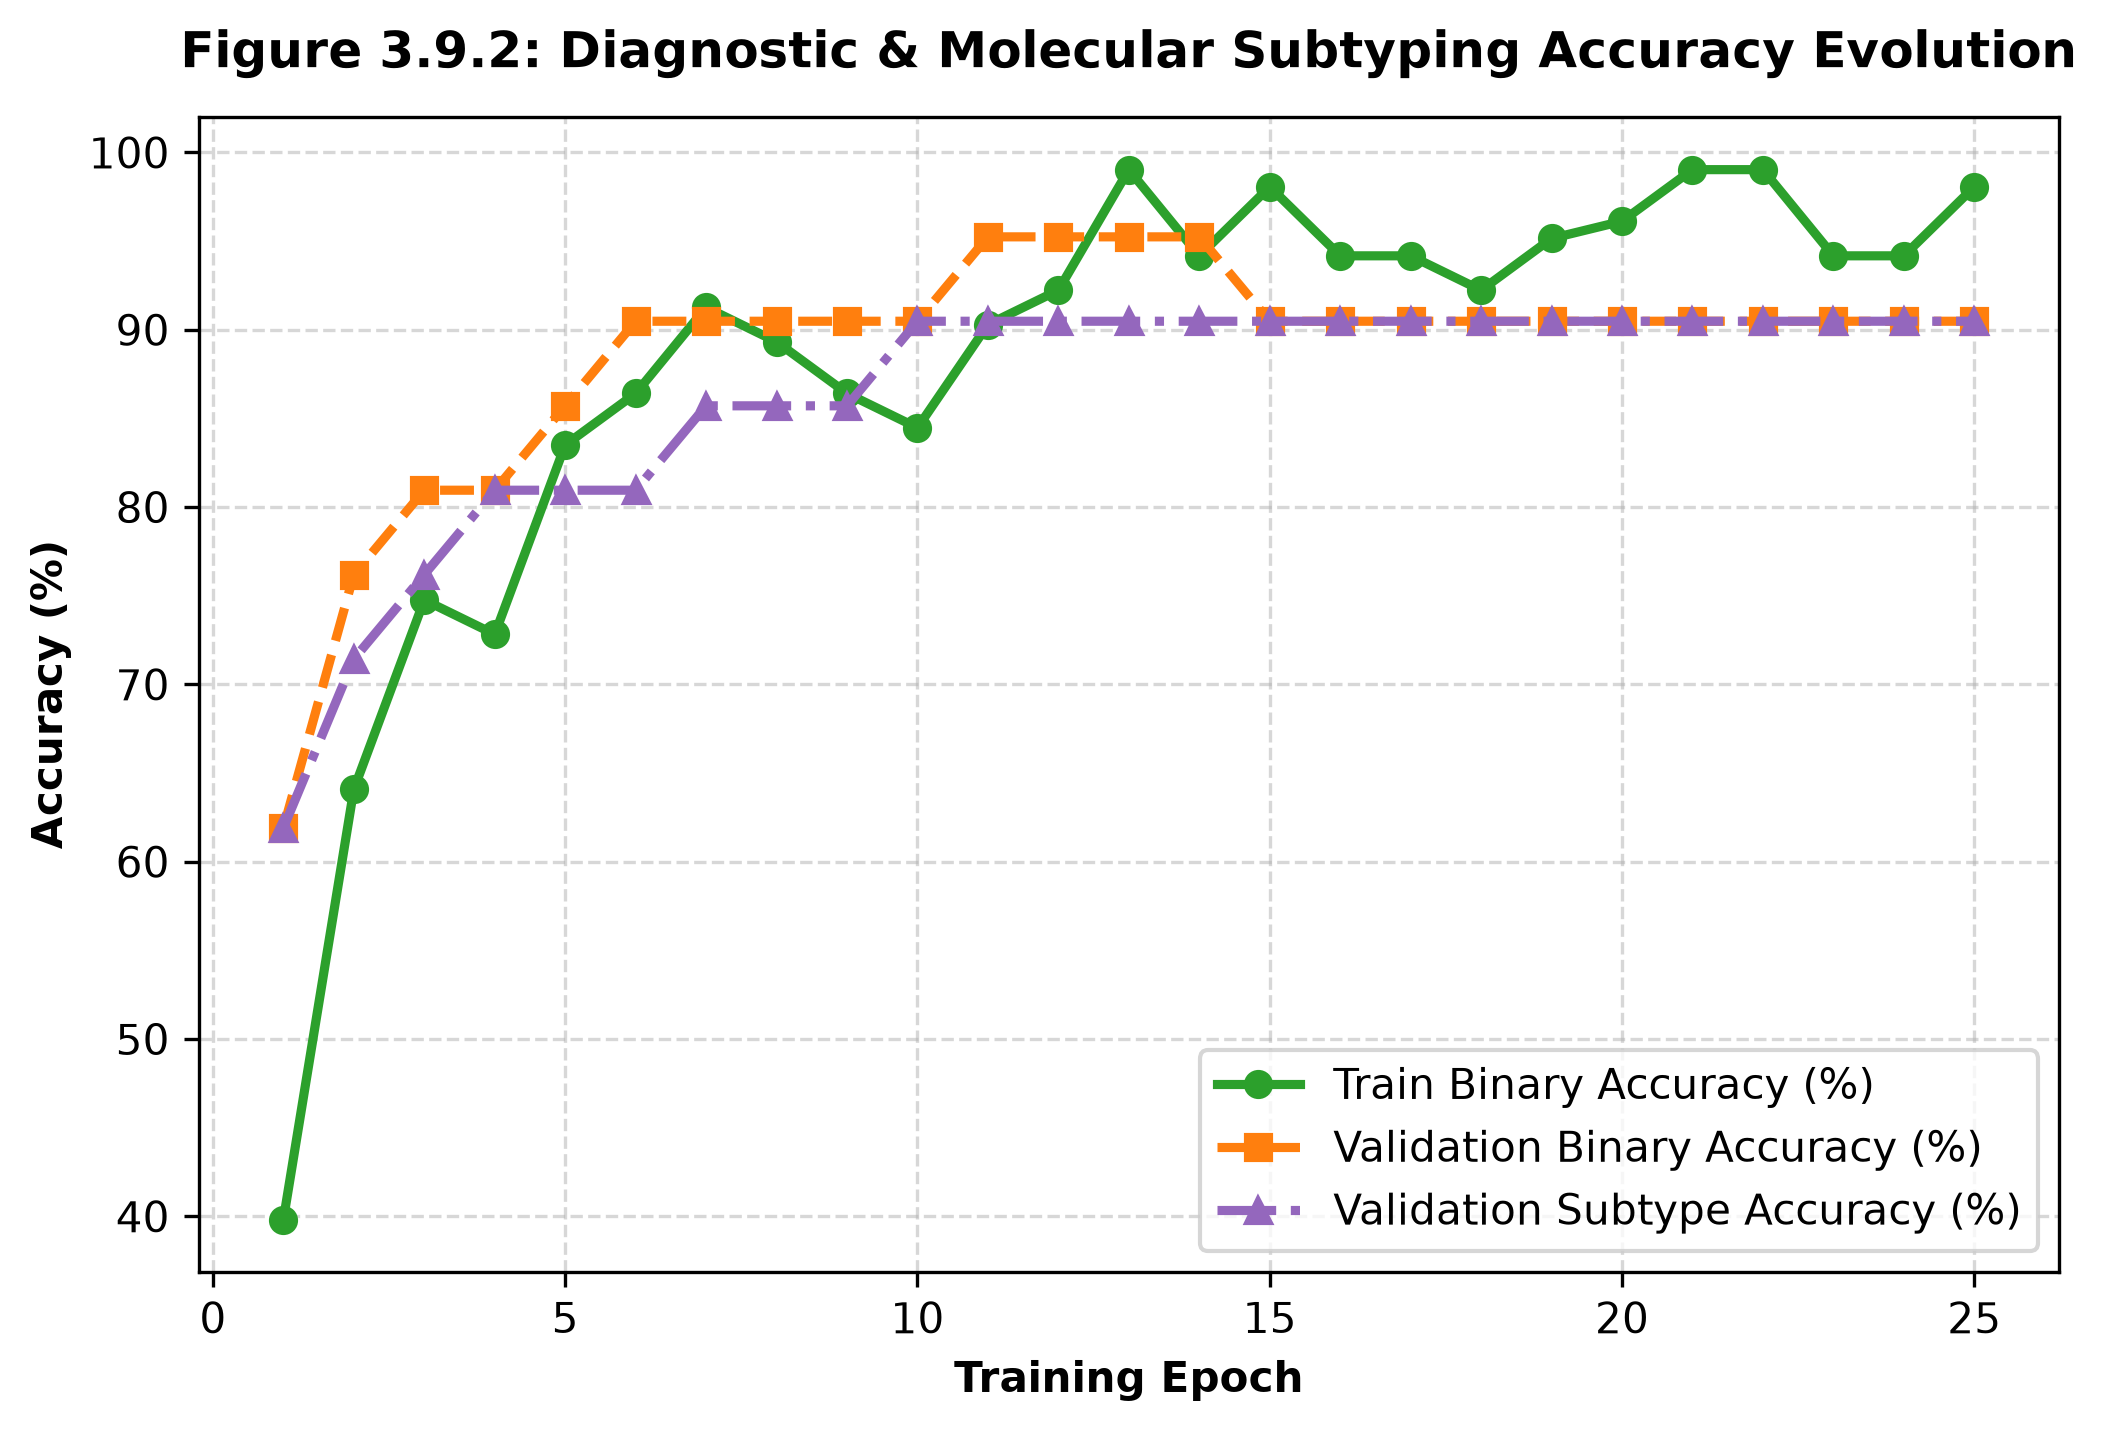 Figure 3.9.2: Diagnostic & Molecular Subtyping Accuracy Evolution
Accuracy (%)
100
90
80
70
60
50
40
Train Binary Accuracy (%)
Validation Binary Accuracy (%)
Validation Subtype Accuracy (%)
0 5 10 15 20 25
Training Epoch